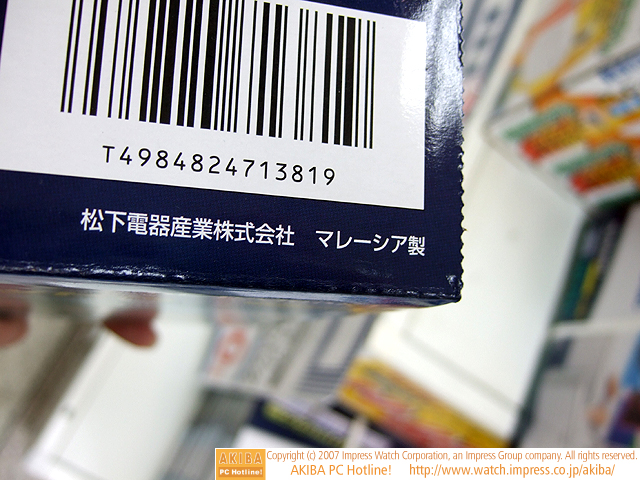 T4984824713819
松下電器産業株式会社 マレーシア製
AKIBA PC Hotline!
Copyright (c) 2007 Impress Watch Corporation, an Impress Group company. All rights reserved.
AKIBA PC Hotline! http://www.watch.impress.co.jp/akiba/